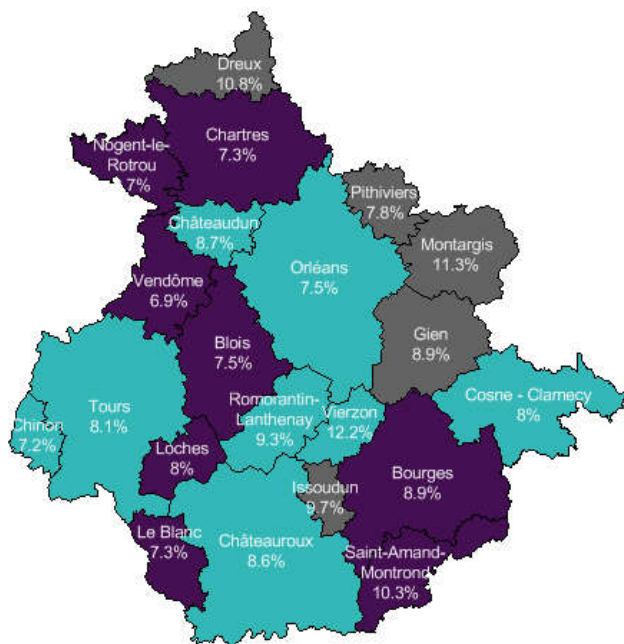 Dreux
10.8%
Chartres
7.3%
Nogent-le-
Rotrou
7%
Pithiviers
7.8%
Châteaudun
8.7%
Montargis
11.3%
Orléans
7.5%
Vendôme
6.9%
Blois
7.5%
Gien
8.9%
Cosne - Clamecy
8%
Romorantin-
Lanthenay
9.3%
Vierzon
12.2%
Tours
8.1%
Chinon
7.2%
Loches
8%
Bourges
8.9%
Issoudun
9.7%
Le Blanc
7.3%
Châteauroux
8.6%
Saint-Amand-
Montrond
10.3%